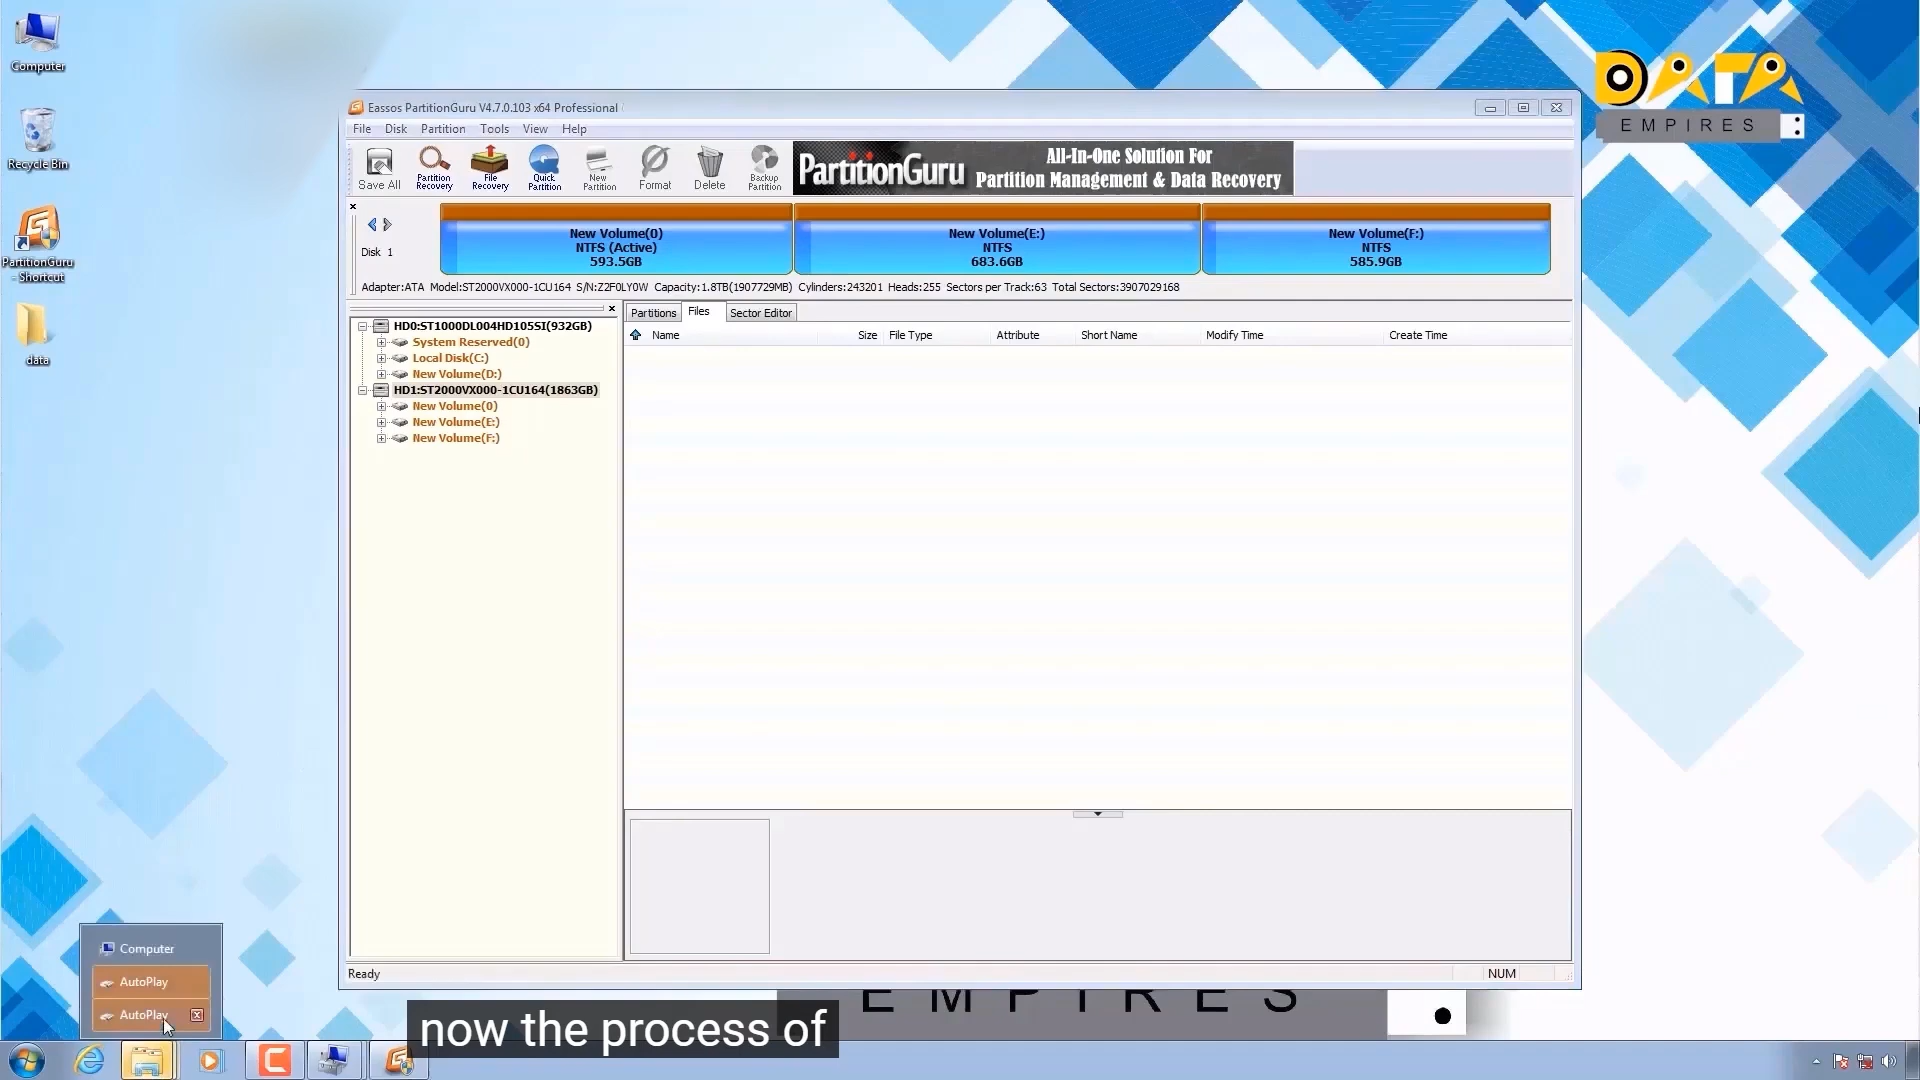 Computer
Recycle Bin
PartitionGuru
- Shortcut
data
DATA
EMPIRES
Eassos PartitionGuru V4.7.0.103 x64 Professional
File Disk Partition Tools View Help
Save All
Partition
Recovery
File
Recovery
Quick
Partition
New
Partition
Format
Delete
Backup
Partition
PartitionGuru
All-In-One Solution For
Partition Management & Data Recovery
Disk 1
New Volume(0)
NTFS (Active)
593.5GB
New Volume(E:)
NTFS
683.6GB
New Volume(F:)
NTFS
585.9GB
Adapter:ATA Model:ST2000VX000-1CU164 S/N:Z2F0LY0W Capacity:1.8TB(1907729MB) Cylinders:243201 Heads:255 Sectors per Track:63 Total Sectors:3907029168
HD0:ST1000DL004HD105SI(932GB)
System Reserved(0)
Local Disk(C:)
New Volume(D:)
HD1:ST2000VX000-1CU164(1863GB)
New Volume(0)
New Volume(E:)
New Volume(F:)
Partitions Files Sector Editor
Name Size File Type Attribute Short Name Modify Time Create Time
Ready
NUM
Computer
AutoPlay
AutoPlay
EMPIRES
now the process of